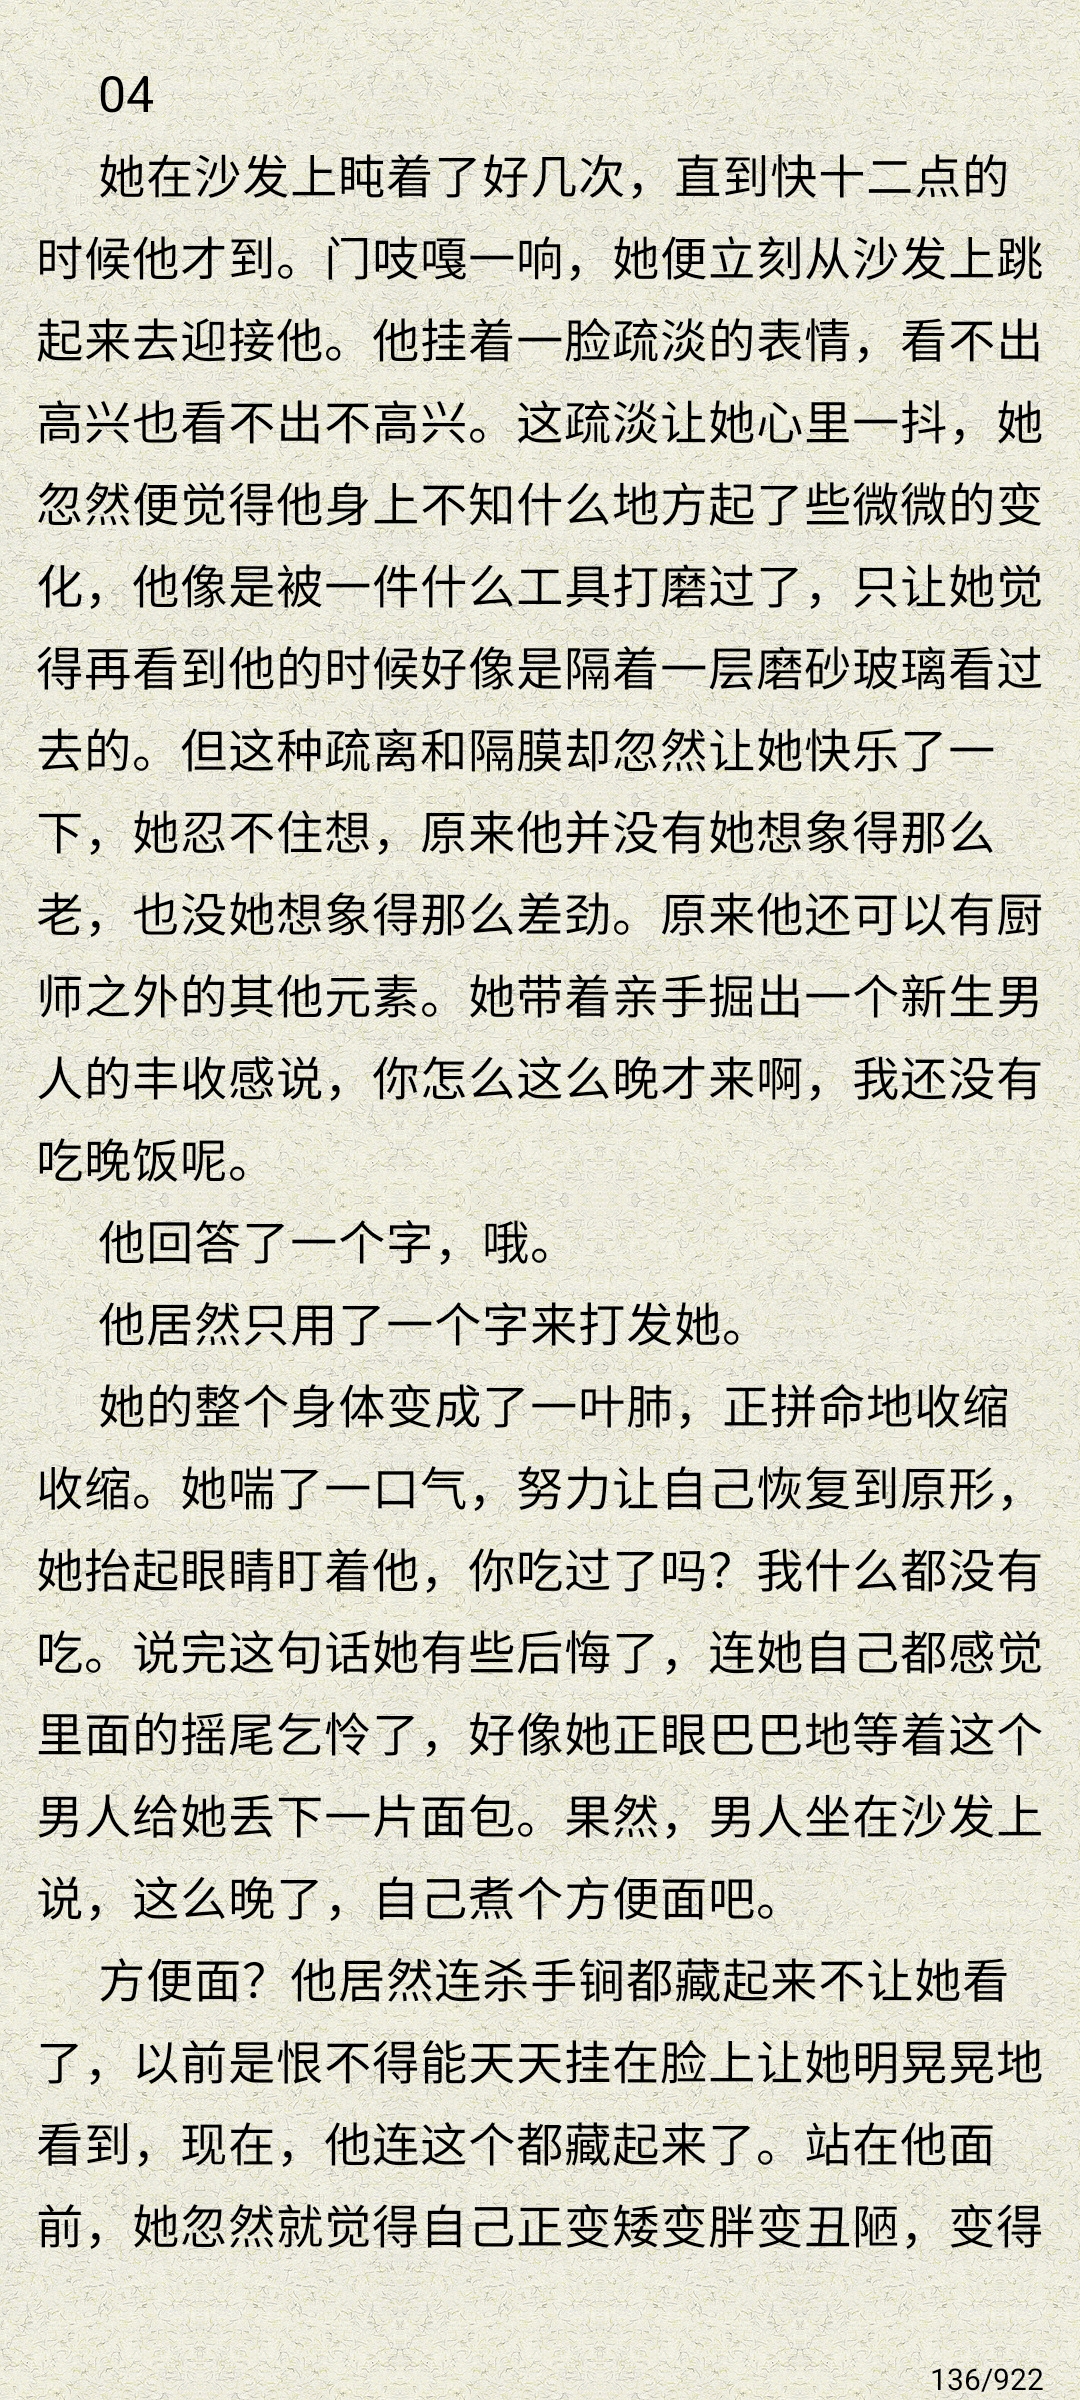 04
她在沙发上盹着了好几次，直到快十二点的
时候他才到。门吱嘎一响，她便立刻从沙发上跳
起来去迎接他。他挂着一脸疏淡的表情，看不出
高兴也看不出不高兴。这疏淡让她心里一抖，她
忽然便觉得他身上不知什么地方起了些微微的变
化，他像是被一件什么工具打磨过了，只让她觉
得再看到他的时候好像是隔着一层磨砂玻璃看过
去的。但这种疏离和隔膜却忽然让她快乐了一
下，她忍不住想，原来他并没有她想象得那么
老，也没她想象得那么差劲。原来他还可以有厨
师之外的其他元素。她带着亲手掘出一个新生男
人的丰收感说，你怎么这么晚才来啊，我还没有
吃晚饭呢。
他回答了一个字，哦。
他居然只用了一个字来打发她。
她的整个身体变成了一叶肺，正拼命地收缩
收缩。她喘了一口气，努力让自己恢复到原形，
她抬起眼睛盯着他，你吃过了吗？我什么都没有
吃。说完这句话她有些后悔了，连她自己都感觉
里面的摇尾乞怜了，好像她正眼巴巴地等着这个
男人给她丢下一片面包。果然，男人坐在沙发上
说，这么晚了，自己煮个方便面吧。
方便面？他居然连杀手锏都藏起来不让她看
了，以前是恨不得能天天挂在脸上让她明晃晃地
看到，现在，他连这个都藏起来了。站在他面
前，她忽然就觉得自己正变矮变胖变丑陋，变得
136/922